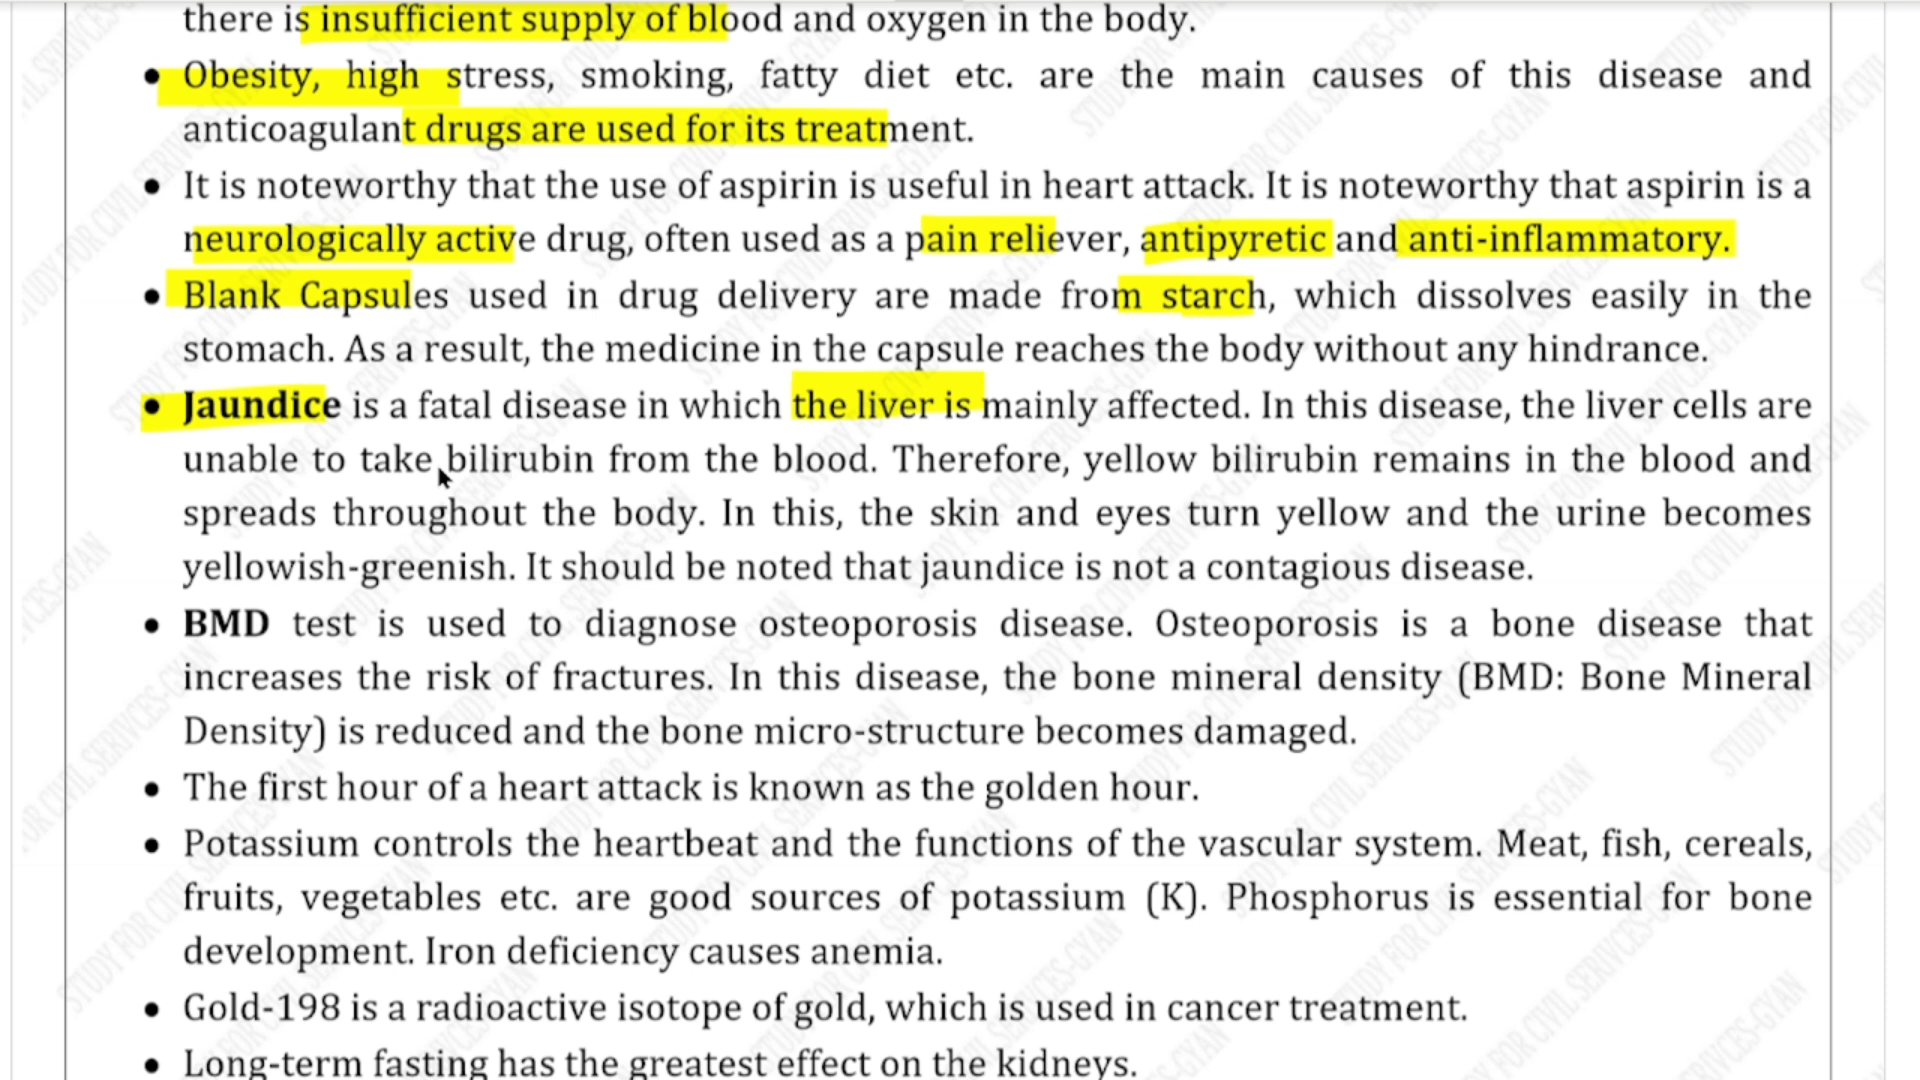 there is insufficient supply of blood and oxygen in the body.
• Obesity, high stress, smoking, fatty diet etc. are the main causes of this disease and
anticoagulant drugs are used for its treatment.
• It is noteworthy that the use of aspirin is useful in heart attack. It is noteworthy that aspirin is a
neurologically active drug, often used as a pain reliever, antipyretic and anti-inflammatory.
• Blank Capsules used in drug delivery are made from starch, which dissolves easily in the
stomach. As a result, the medicine in the capsule reaches the body without any hindrance.
• Jaundice is a fatal disease in which the liver is mainly affected. In this disease, the liver cells are
unable to take bilirubin from the blood. Therefore, yellow bilirubin remains in the blood and
spreads throughout the body. In this, the skin and eyes turn yellow and the urine becomes
yellowish-greenish. It should be noted that jaundice is not a contagious disease.
• BMD test is used to diagnose osteoporosis disease. Osteoporosis is a bone disease that
increases the risk of fractures. In this disease, the bone mineral density (BMD: Bone Mineral
Density) is reduced and the bone micro-structure becomes damaged.
• The first hour of a heart attack is known as the golden hour.
• Potassium controls the heartbeat and the functions of the vascular system. Meat, fish, cereals,
fruits, vegetables etc. are good sources of potassium (K). Phosphorus is essential for bone
development. Iron deficiency causes anemia.
• Gold-198 is a radioactive isotope of gold, which is used in cancer treatment.
• Long-term fasting has the greatest effect on the kidneys.
STUDY FOR CIVIL SERIVCES-GYAN